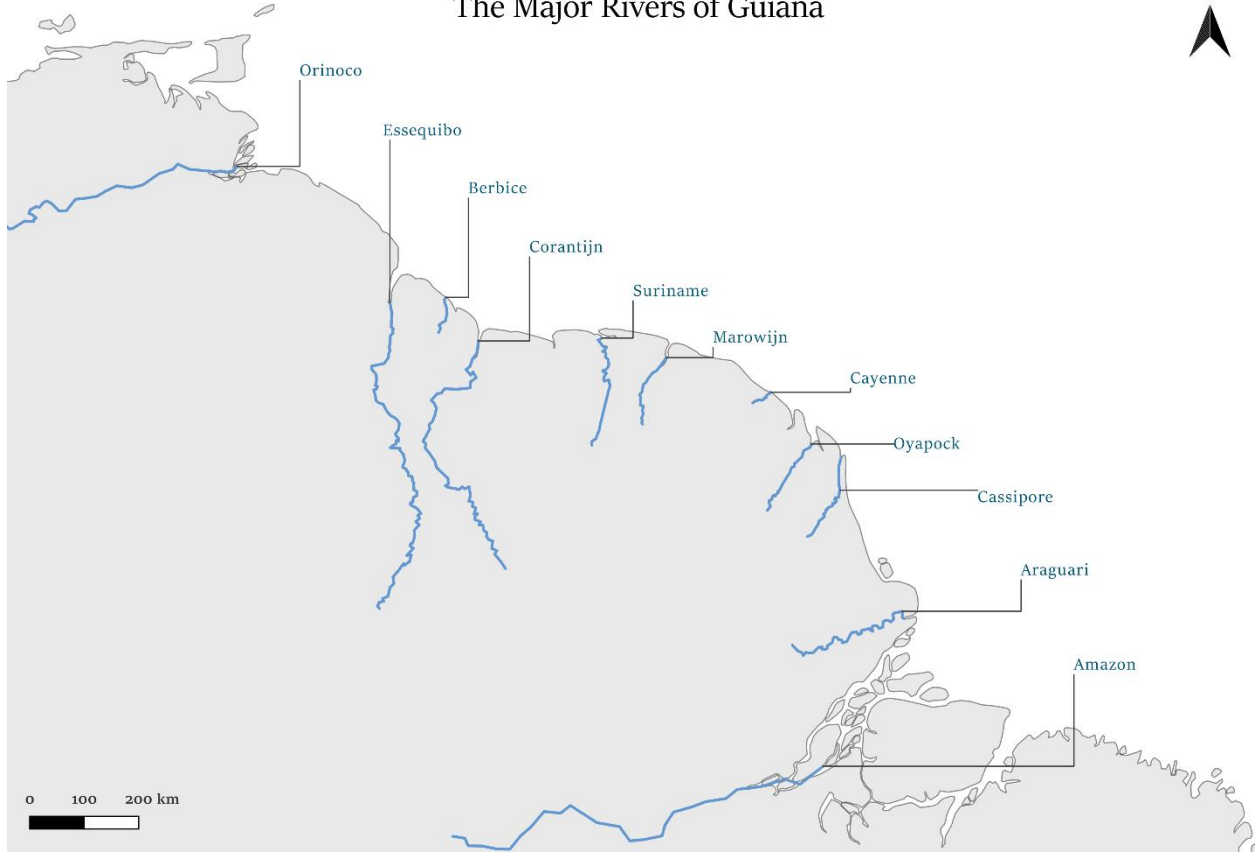 The Major Rivers of Guiana
Orinoco
Essequibo
Berbice
Corantijn
Suriname
Marowijn
Cayenne
Oyapock
Cassipore
Araguari
Amazon
0 100 200 km